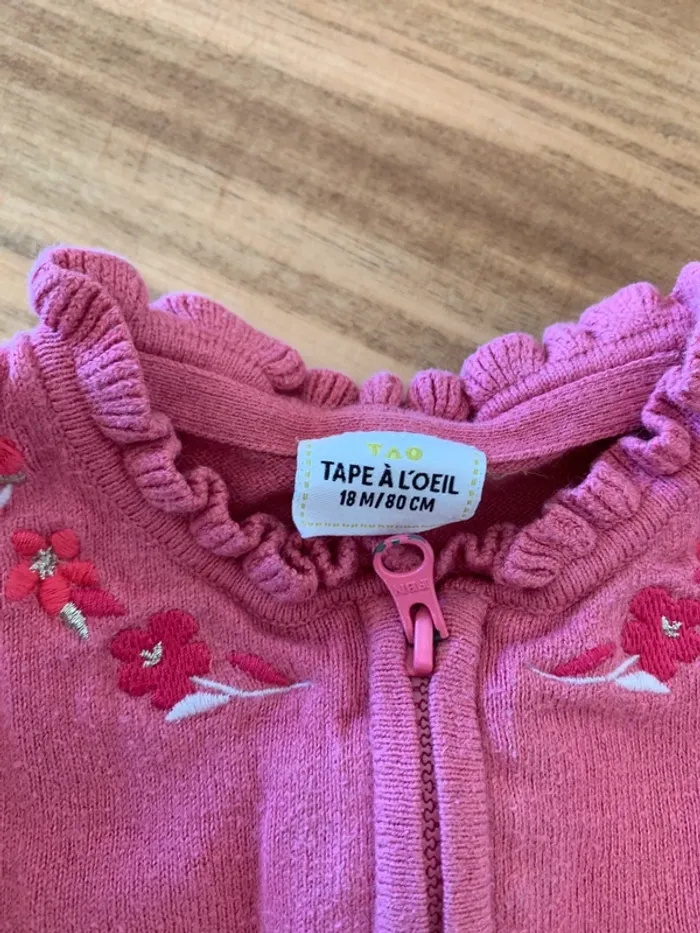 TAO
TAPE À L'OEIL
18 M/80 CM